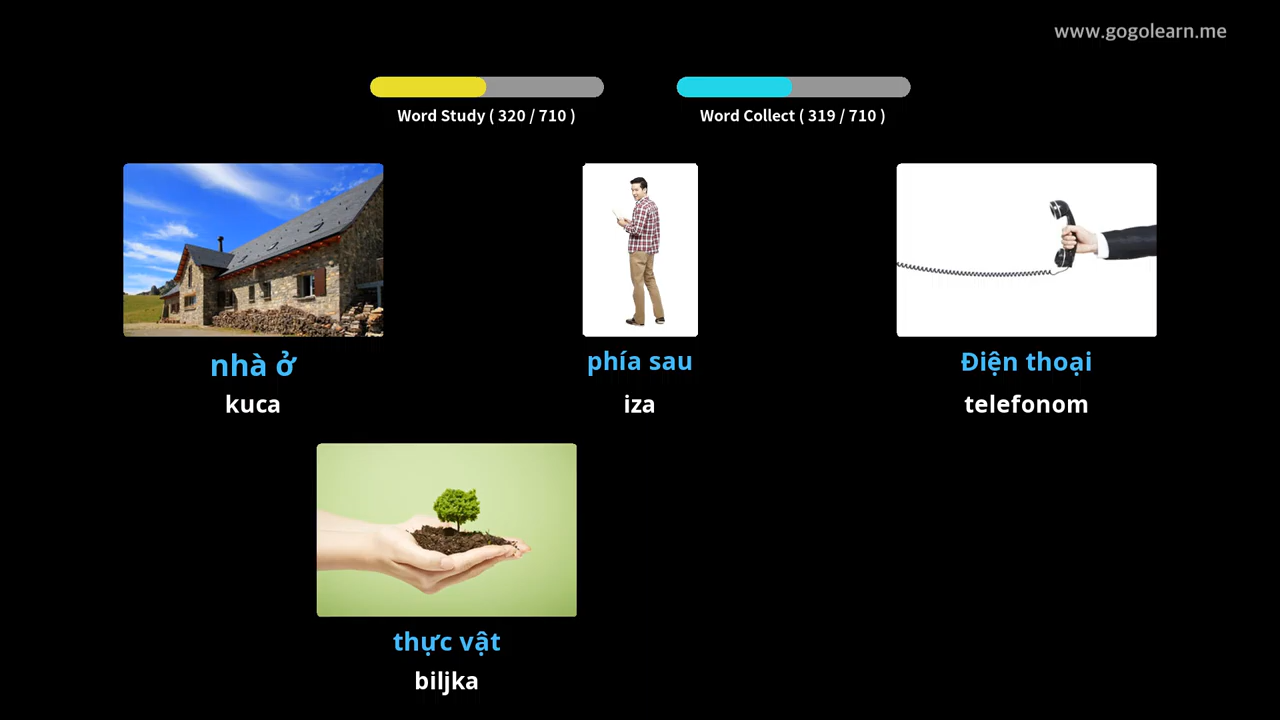 www.gogolearn.me
Word Study ( 320 / 710 )
Word Collect ( 319 / 710 )
nhà ở
kuca
phía sau
iza
Điện thoại
telefonom
thực vật
biljka